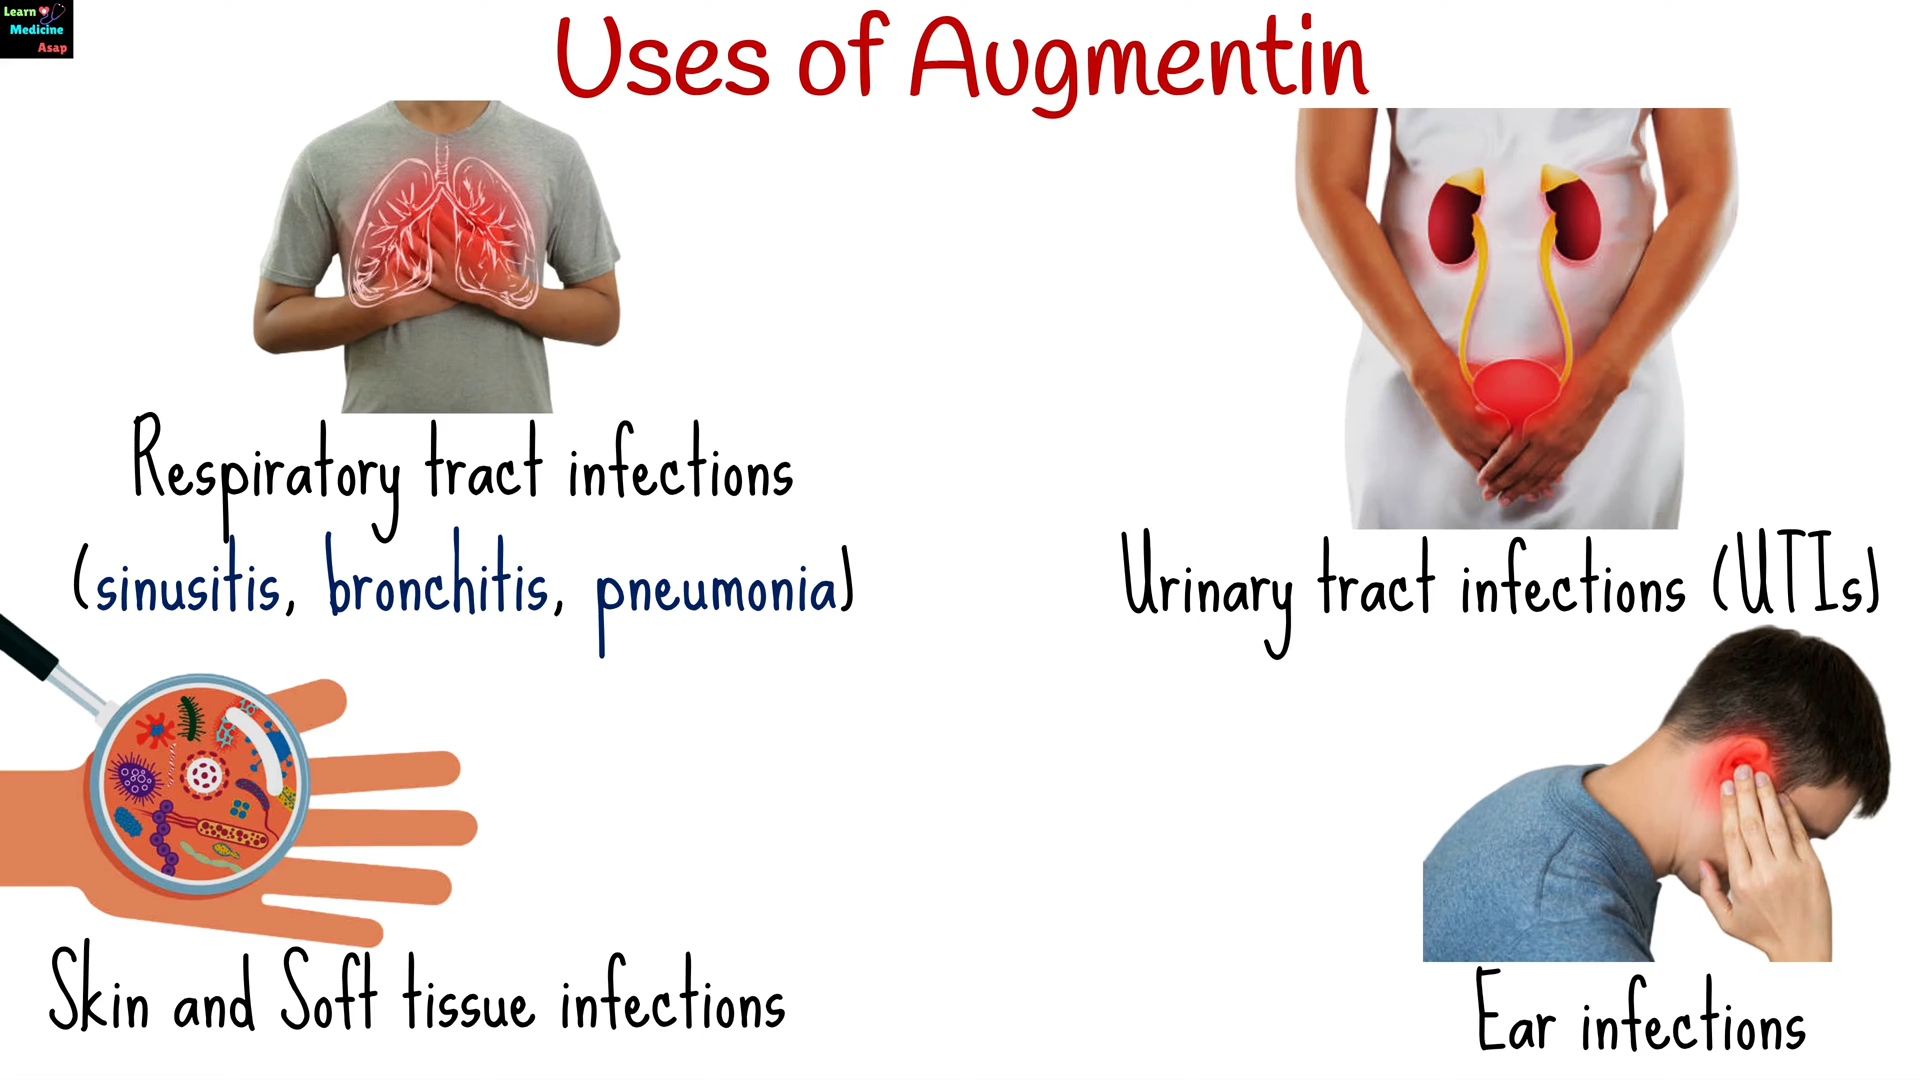 Learn
Medicine
Asap
Uses of Augmentin
Respiratory tract infections
(sinusitis, bronchitis, pneumonia)
Urinary tract infections (UTIs)
Skin and Soft tissue infections
Ear infections